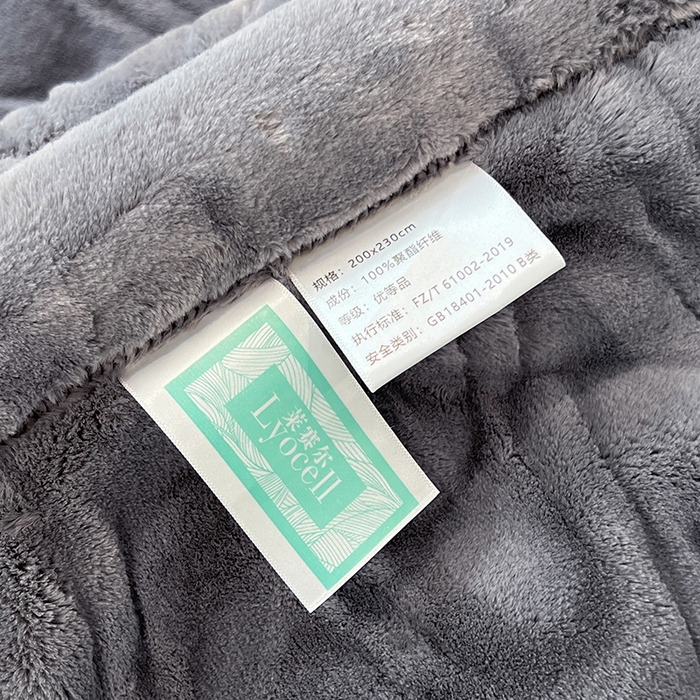 规格：200x230cm
成份：100%聚酯纤维
等级：优等品
执行标准：FZ/T 61002-2019
安全类别：GB18401-2010 B类
莱赛尔
Lyocell